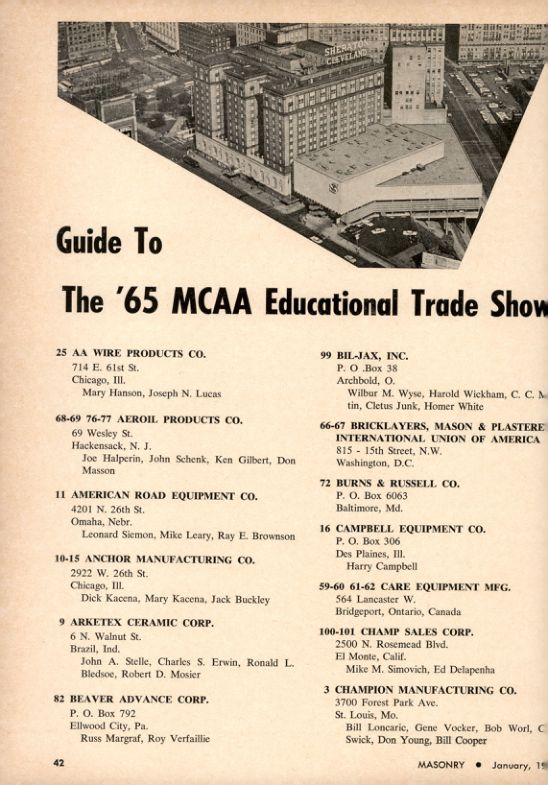 SHERATON
CLEVELAND
S
Guide To
The '65 MCAA Educational Trade Show
25 AA WIRE PRODUCTS CO.
714 E. 61st St.
Chicago, Ill.
Mary Hanson, Joseph N. Lucas
68-69 76-77 AEROIL PRODUCTS CO.
69 Wesley St.
Hackensack, N. J.
Joe Halperin, John Schenk, Ken Gilbert, Don
Masson
11 AMERICAN ROAD EQUIPMENT CO.
4201 N. 26th St.
Omaha, Nebr.
Leonard Siemon, Mike Leary, Ray E. Brownson
10-15 ANCHOR MANUFACTURING CO.
2922 W. 26th St.
Chicago, Ill.
Dick Kacena, Mary Kacena, Jack Buckley
9 ARKETEX CERAMIC CORP.
6 N. Walnut St.
Brazil, Ind.
John A. Stelle, Charles S. Erwin, Ronald L.
Bledsoe, Robert D. Mosier
82 BEAVER ADVANCE CORP.
P. O. Box 792
Ellwood City, Pa.
Russ Margraf, Roy Verfaillie
99 BIL-JAX, INC.
P. O .Box 38
Archbold, O.
Wilbur M. Wyse, Harold Wickham, C. C.
tin, Cletus Junk, Homer White
66-67 BRICKLAYERS, MASON & PLASTERE
INTERNATIONAL UNION OF AMERICA
815 - 15th Street, N.W.
Washington, D.C.
72 BURNS & RUSSELL CO.
P. O. Box 6063
Baltimore, Md.
16 CAMPBELL EQUIPMENT CO.
P. O. Box 306
Des Plaines, Ill.
Harry Campbell
59-60 61-62 CARE EQUIPMENT MFG.
564 Lancaster W.
Bridgeport, Ontario, Canada
100-101 CHAMP SALES CORP.
2500 N. Rosemead Blvd.
El Monte, Calif.
Mike M. Simovich, Ed Delapenha
3 CHAMPION MANUFACTURING CO.
3700 Forest Park Ave.
St. Louis, Mo.
Bill Loncaric, Gene Vocker, Bob Worl,
Swick, Don Young, Bill Cooper
42
MASONRY • January,